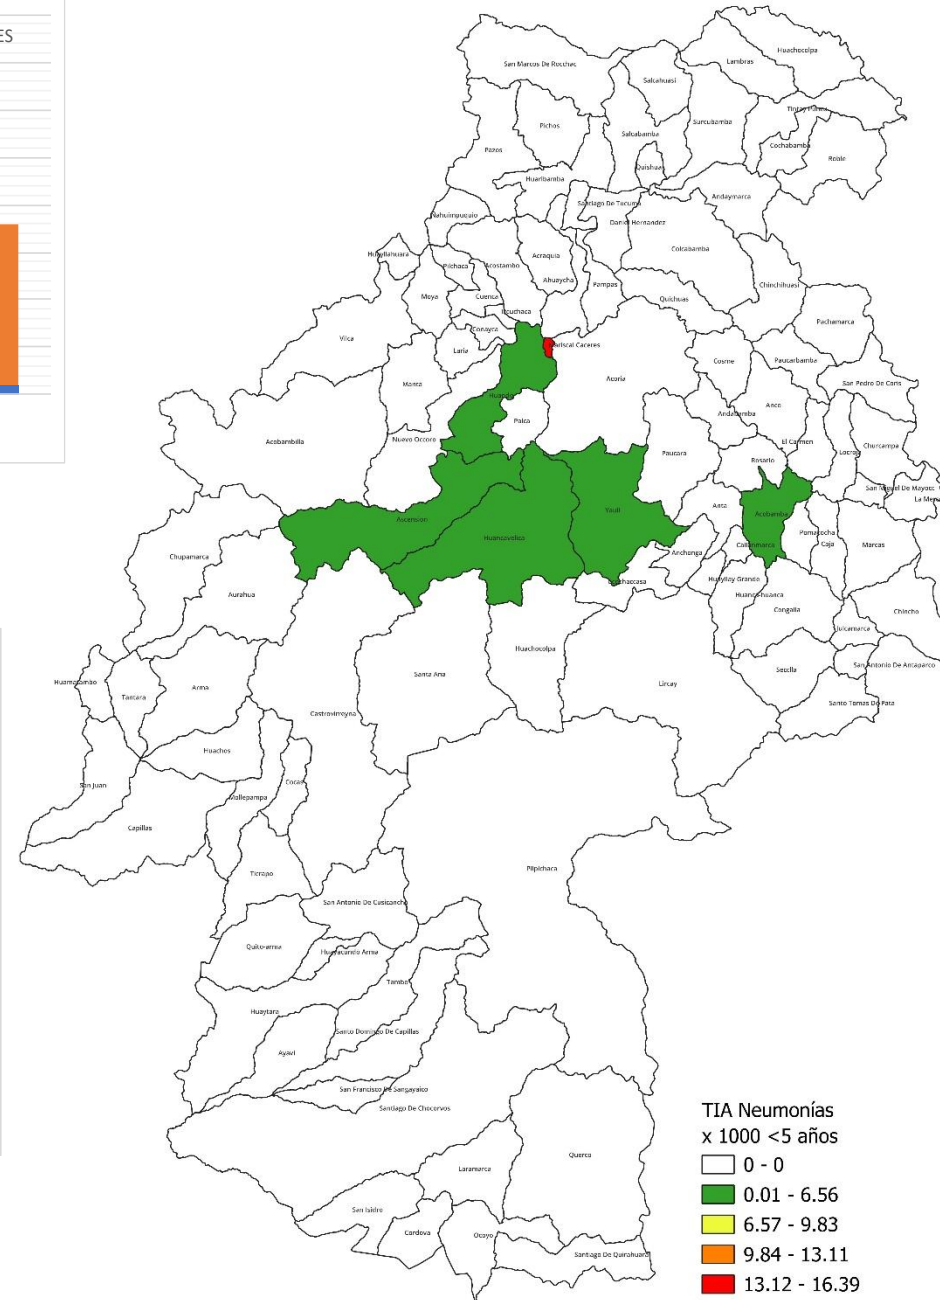 ES
Huachocolpa
Lambras
San Marcos De Rocchac
Salcahuasi
Tintay Puncu
Surcubamba
Pichos
Salcabamba
Cochabamba
Pazos
Roble
Quishuar
Huaribamba
Andaymarca
Santiago De Tucuma
Ñahuimpuquio
Daniel Hernandez
Colcabamba
Huayllahuara
Acraquia
Pilchaca
Acostambo
Ahuaycha
Chinchihuasi
Pampas
Moya
Cuenca
Quichuas
Izcuchaca
Pachamarca
Conayca
Vilca
Mariscal Caceres
Laria
Cosme
Paucarbamba
Acoria
Manta
San Pedro De Coris
Huando
Anco
Andabamba
Palca
Acobambilla
Nuevo Occoro
El Carmen
Churcampa
Paucara
Locroja
Rosario
San Miguel De Mayocc
La Merc
Anta
Yauli
Acobamba
Ascension
Pomacocha
Huancavelica
Caja
Marcas
Anchonga
Chupamarca
Huayllay Grande
Aurahua
Huanca-huanca
Congalla
Chincho
Julcamarca
Huachocolpa
San Antonio De Antaparco
Secclla
Santa Ana
Huamatambo
Lircay
Arma
Tantara
Santo Tomas De Pata
Castrovirreyna
Huachos
Cocas
San Juan
Mollepampa
Capillas
Pilpichaca
Ticrapo
San Antonio De Cusicancha
Quito-arma
Huayacundo Arma
Tambo
Huaytara
Santo Domingo De Capillas
Ayavi
San Francisco De Sangayaico
Santiago De Chocorvos
TIA Neumonías
x 1000 <5 años
0 - 0
0.01 - 6.56
6.57 - 9.83
9.84 - 13.11
13.12 - 16.39
Querco
Laramarca
San Isidro
Cordova
Ocoyo
Santiago De Quirahuara